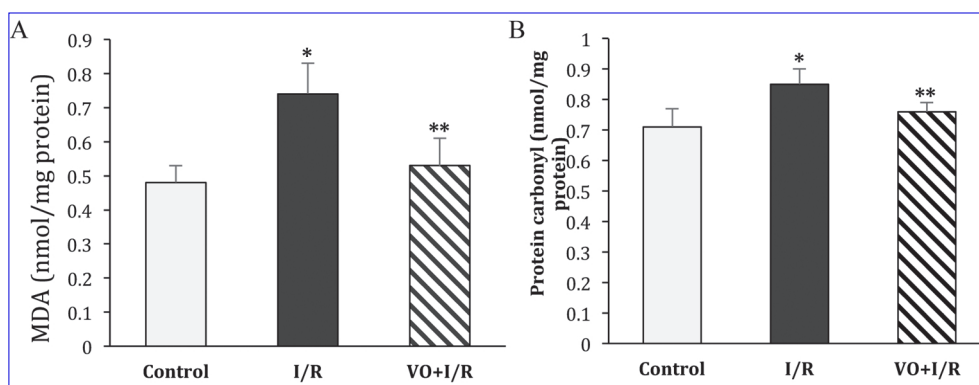 A
MDA (nmol/mg protein)
0.9
0.8
0.7
0.6
0.5
0.4
0.3
0.2
0.1
0
*
**
Control
I/R
VO+I/R
B
Protein carbonyl (nmol/mg
protein)
1
0.9
0.8
0.7
0.6
0.5
0.4
0.3
0.2
0.1
0
*
**
Control
I/R
VO+I/R